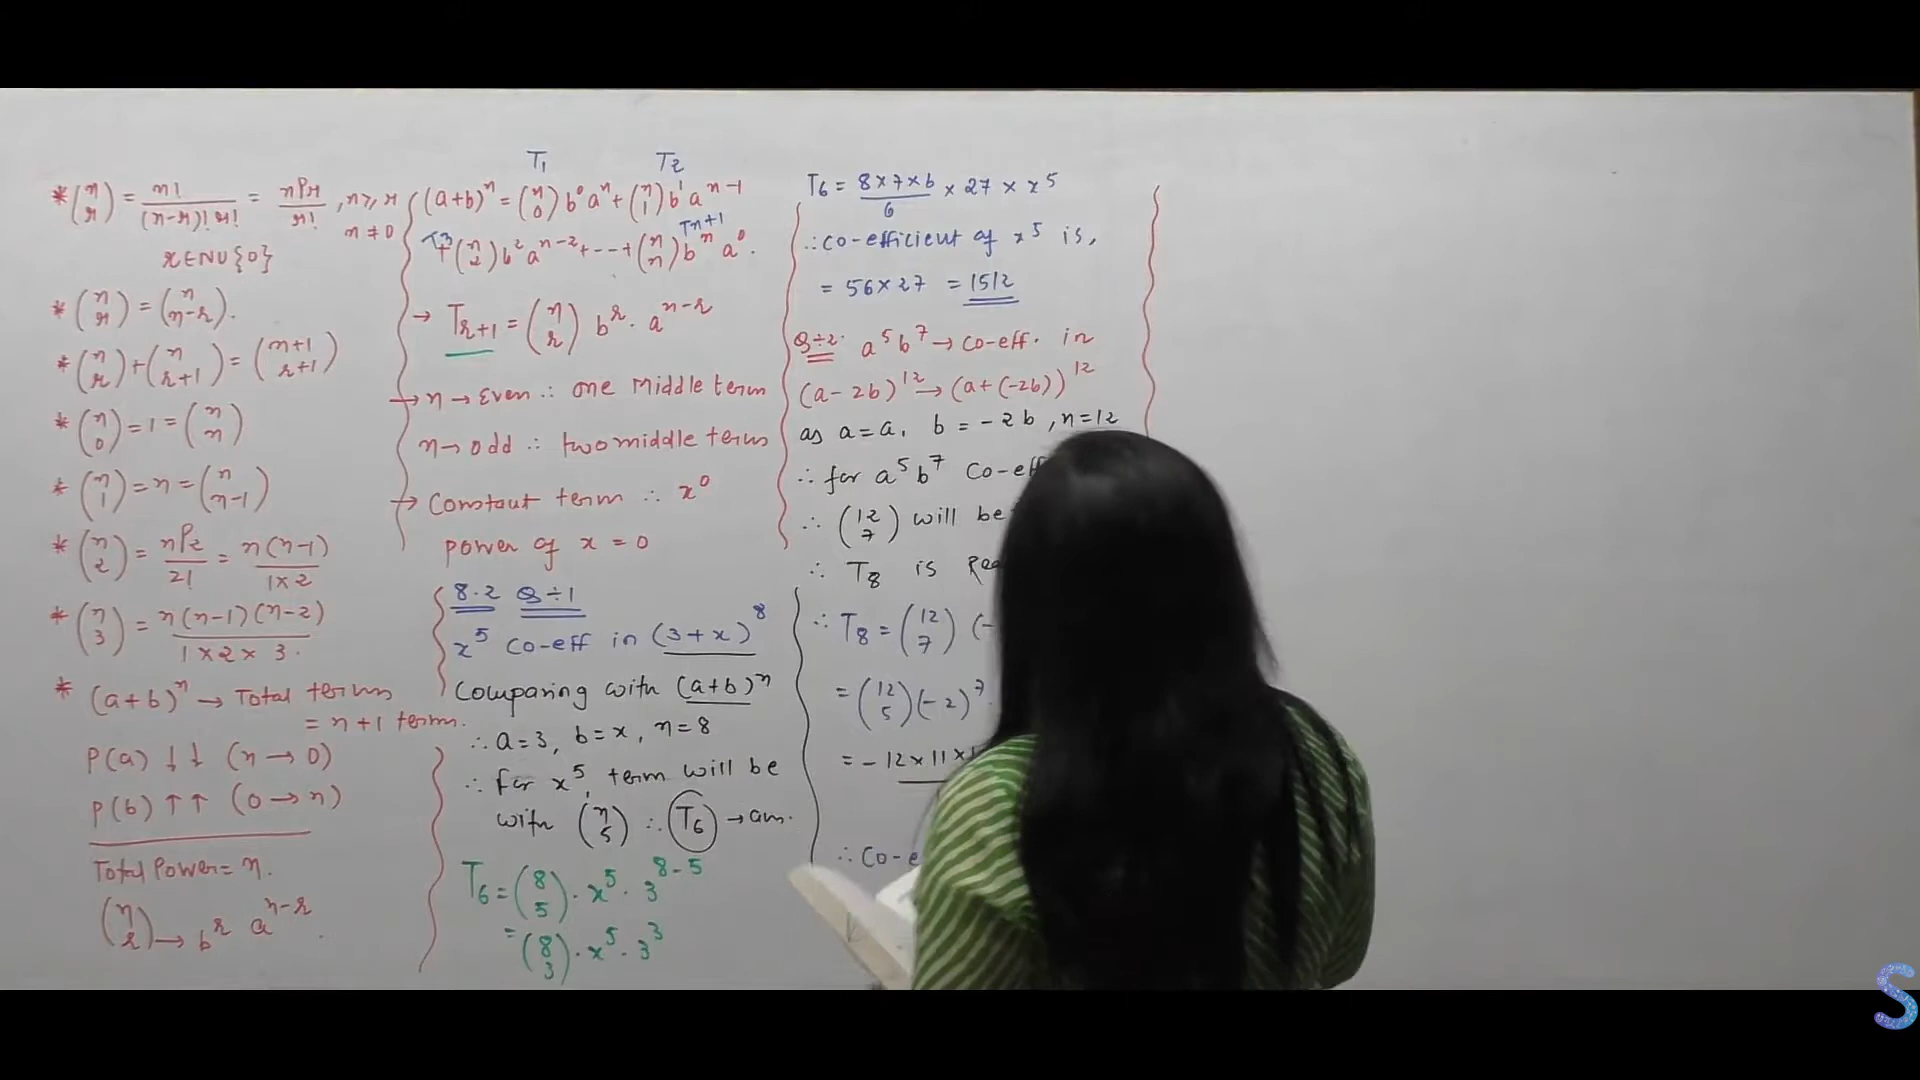 * (n r) = n! / (n-r)! r! = nPr / r! , n ≥ r
n ≠ 0
r ∈ N∪{0}
* (n r) = (n n-r).
* (n r) + (n r+1) = (n+1 r+1)
* (n 0) = 1 = (n n)
* (n 1) = n = (n n-1)
* (n 2) = nP2 / 2! = n(n-1) / 1×2
* (n 3) = n(n-1)(n-2) / 1×2×3.
* (a+b)^n → Total terms
= n+1 terms.
P(a) ↓↓ (n → 0)
P(b) ↑↑ (0 → n)
Total Power = n.
(n r) → b^r a^n-r.
T1 T2
(a+b)^n = (n 0) b^0 a^n + (n 1) b^1 a^n-1
T3 Tn+1
+ (n 2) b^2 a^n-2 + --- + (n n) b^n a^0.
→ Tr+1 = (n r) b^r . a^n-r
→ n → Even ∴ one Middle term
n → odd ∴ two middle term
→ Constant term ∴ x^0
power of x = 0
8.2 Q÷1
x^5 co-eff in (3+x)^8
Comparing with (a+b)^n
∴ a=3, b=x, n=8
∴ for x^5, term will be
with (n 5) ∴ T6 → am.
T6 = (8 5) . x^5 . 3^8-5
= (8 3) . x^5 . 3^3
T6 = 8×7×6 / 6 × 27 × x^5
∴ co-efficient of x^5 is,
= 56×27 = 1512
Q÷2. a^5 b^7 → co-eff. in
(a-2b)^12 → (a+(-2b))^12
as a=a, b=-2b, n=12
∴ for a^5 b^7 co-eff
∴ (12 7) will be
∴ T8 is
∴ T8 = (12 7) (-
= (12 5) (-2)^7.
= - 12×11×
∴ Co-e
S